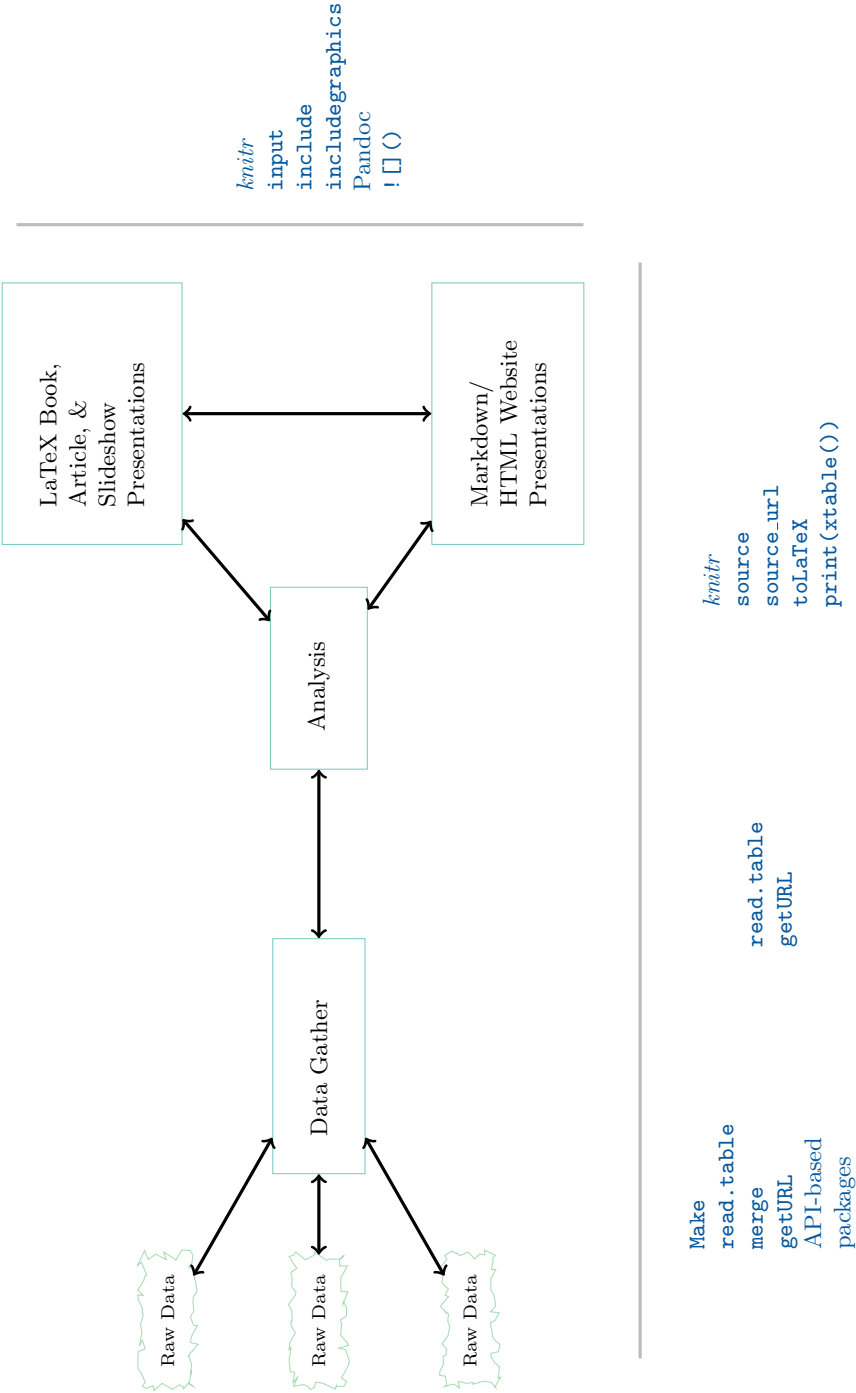 Raw Data
Raw Data
Raw Data
Data Gather
Analysis
LaTeX Book,
Article, &
Slideshow
Presentations
Markdown/
HTML Website
Presentations
knitr
input
include
includegraphics
Pandoc
![]()
Make
read.table
merge
getURL
API-based
packages
read.table
getURL
knitr
source
source_url
toLaTeX
print(xtable())